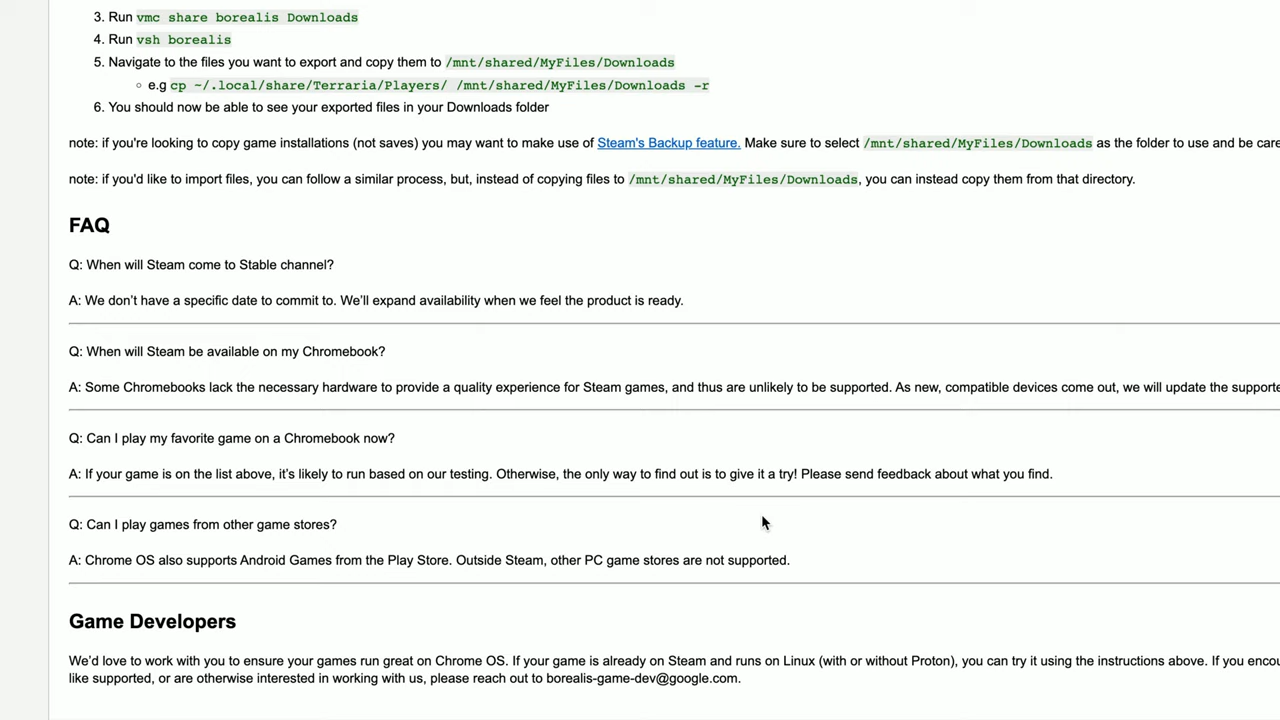 3. Run vmc share borealis Downloads
4. Run vsh borealis
5. Navigate to the files you want to export and copy them to /mnt/shared/MyFiles/Downloads
e.g cp ~/.local/share/Terraria/Players/ /mnt/shared/MyFiles/Downloads -r
6. You should now be able to see your exported files in your Downloads folder
note: if you're looking to copy game installations (not saves) you may want to make use of Steam's Backup feature. Make sure to select /mnt/shared/MyFiles/Downloads as the folder to use and be care
note: if you'd like to import files, you can follow a similar process, but, instead of copying files to /mnt/shared/MyFiles/Downloads, you can instead copy them from that directory.
FAQ
Q: When will Steam come to Stable channel?
A: We don’t have a specific date to commit to. We’ll expand availability when we feel the product is ready.
Q: When will Steam be available on my Chromebook?
A: Some Chromebooks lack the necessary hardware to provide a quality experience for Steam games, and thus are unlikely to be supported. As new, compatible devices come out, we will update the supporte
Q: Can I play my favorite game on a Chromebook now?
A: If your game is on the list above, it’s likely to run based on our testing. Otherwise, the only way to find out is to give it a try! Please send feedback about what you find.
Q: Can I play games from other game stores?
A: Chrome OS also supports Android Games from the Play Store. Outside Steam, other PC game stores are not supported.
Game Developers
We’d love to work with you to ensure your games run great on Chrome OS. If your game is already on Steam and runs on Linux (with or without Proton), you can try it using the instructions above. If you encou
like supported, or are otherwise interested in working with us, please reach out to borealis-game-dev@google.com.